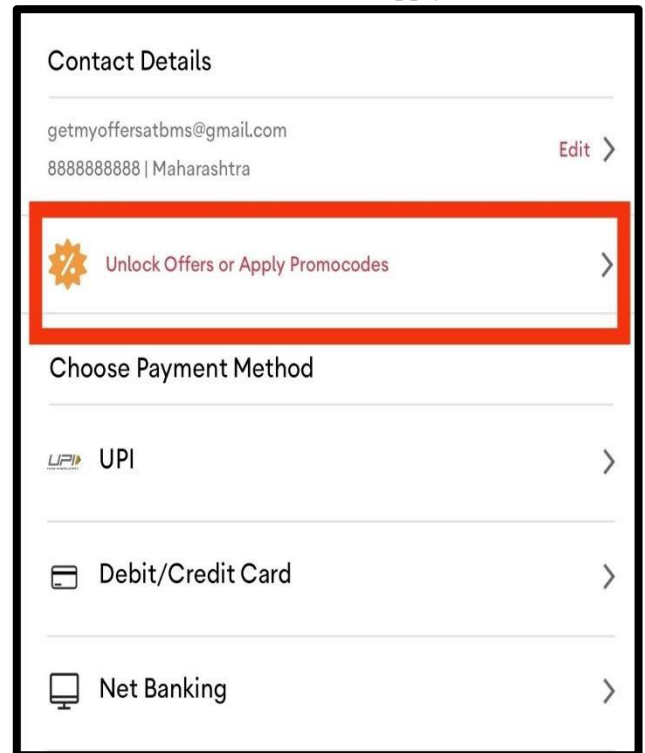 Contact Details
getmyoffersatbms@gmail.com
Edit
8888888888 | Maharashtra
Unlock Offers or Apply Promocodes
Choose Payment Method
UPI UPI
Debit/Credit Card
Net Banking